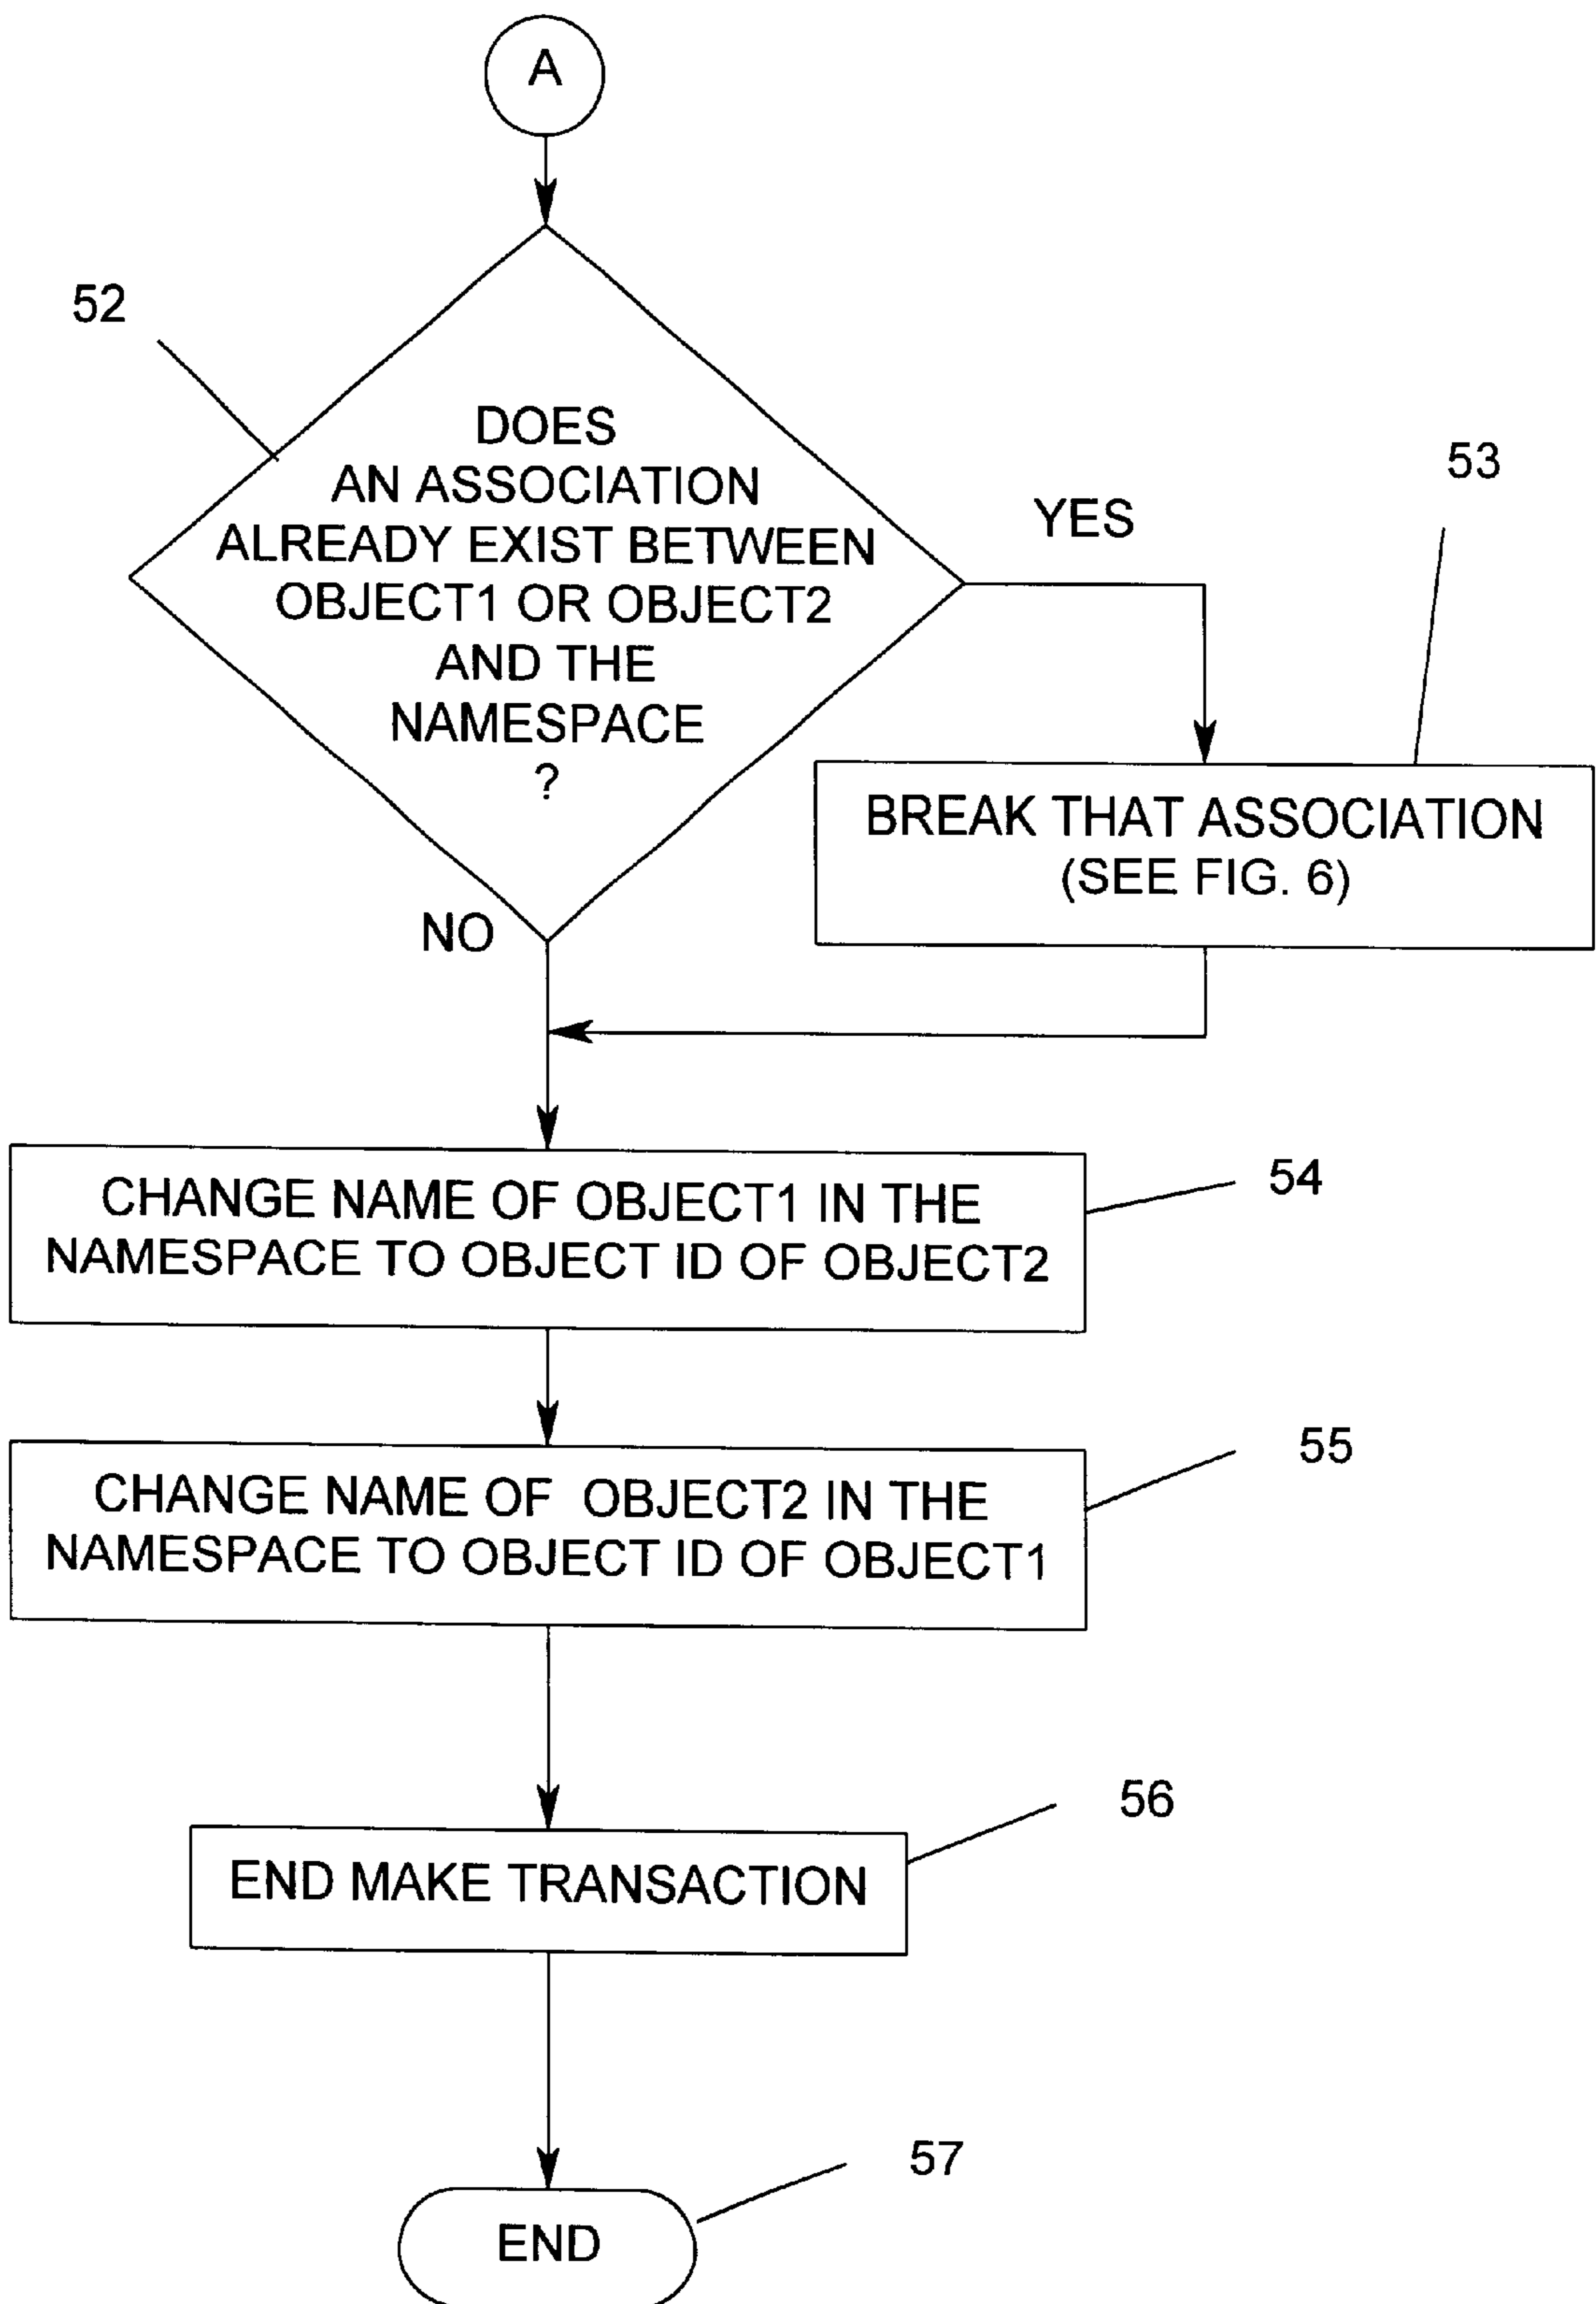 A
52
DOES
AN ASSOCIATION
ALREADY EXIST BETWEEN
OBJECT1 OR OBJECT2
AND THE
NAMESPACE
?
YES
53
BREAK THAT ASSOCIATION
(SEE FIG. 6)
NO
CHANGE NAME OF OBJECT1 IN THE
NAMESPACE TO OBJECT ID OF OBJECT2
54
CHANGE NAME OF OBJECT2 IN THE
NAMESPACE TO OBJECT ID OF OBJECT1
55
END MAKE TRANSACTION
56
END
57